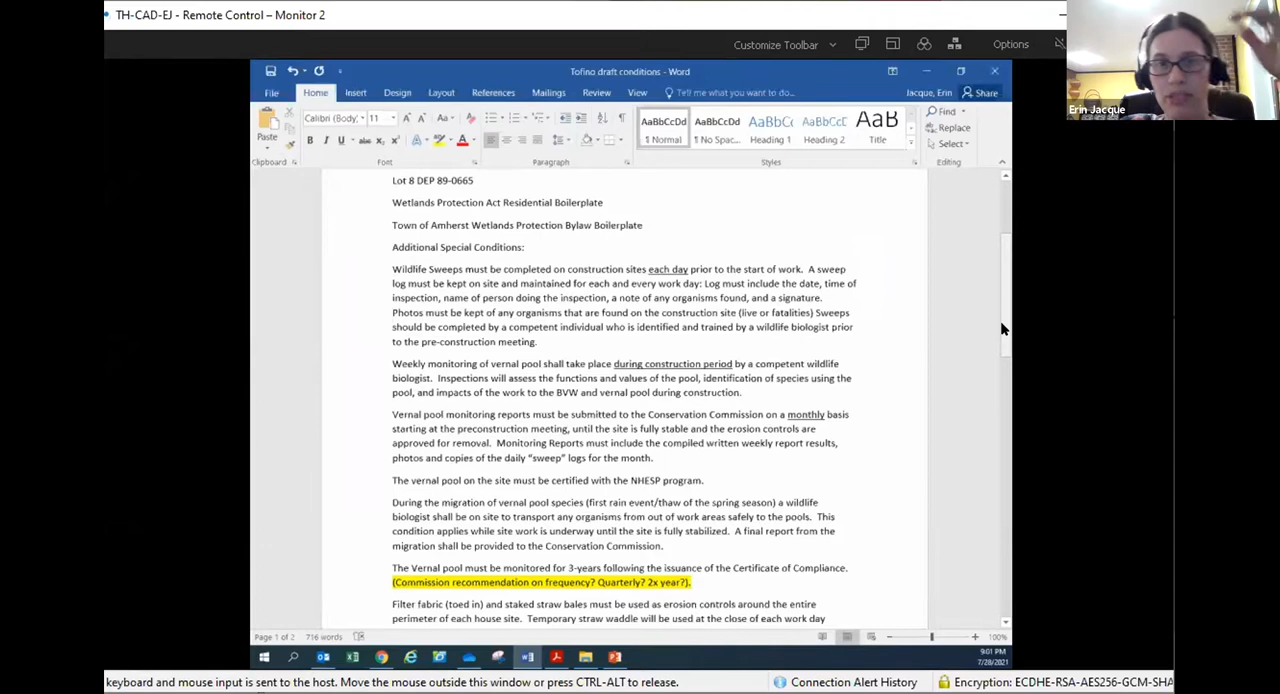 TH-CAD-EJ - Remote Control – Monitor 2
Customize Toolbar
Options
Erin Jacque
Tofino draft conditions - Word
File Home Insert Design Layout References Mailings Review View Tell me what you want to do... Jacque, Erin Share
Paste
Calibri (Body) 11
AaBbCcDd AaBbCcDd AaBbCc AaBbCcD AaB
¶ Normal ¶ No Spac... Heading 1 Heading 2 Title
Find
Replace
Select
Clipboard Font Paragraph Styles Editing
Lot 8 DEP 89-0665
Wetlands Protection Act Residential Boilerplate
Town of Amherst Wetlands Protection Bylaw Boilerplate
Additional Special Conditions:
Wildlife Sweeps must be completed on construction sites each day prior to the start of work. A sweep
log must be kept on site and maintained for each and every work day: Log must include the date, time of
inspection, name of person doing the inspection, a note of any organisms found, and a signature.
Photos must be kept of any organisms that are found on the construction site (live or fatalities) Sweeps
should be completed by a competent individual who is identified and trained by a wildlife biologist prior
to the pre-construction meeting.
Weekly monitoring of vernal pool shall take place during construction period by a competent wildlife
biologist. Inspections will assess the functions and values of the pool, identification of species using the
pool, and impacts of the work to the BVW and vernal pool during construction.
Vernal pool monitoring reports must be submitted to the Conservation Commission on a monthly basis
starting at the preconstruction meeting, until the site is fully stable and the erosion controls are
approved for removal. Monitoring Reports must include the compiled written weekly report results,
photos and copies of the daily “sweep” logs for the month.
The vernal pool on the site must be certified with the NHESP program.
During the migration of vernal pool species (first rain event/thaw of the spring season) a wildlife
biologist shall be on site to transport any organisms from out of work areas safely to the pools. This
condition applies while site work is underway until the site is fully stabilized. A final report from the
migration shall be provided to the Conservation Commission.
The Vernal pool must be monitored for 3-years following the issuance of the Certificate of Compliance.
(Commission recommendation on frequency? Quarterly? 2x year?).
Filter fabric (toed in) and staked straw bales must be used as erosion controls around the entire
perimeter of each house site. Temporary straw waddle will be used at the close of each work day
Page 1 of 2 716 words 100%
9:01 PM
7/28/2021
keyboard and mouse input is sent to the host. Move the mouse outside this window or press CTRL-ALT to release. Connection Alert History Encryption: ECDHE-RSA-AES256-GCM-SHA